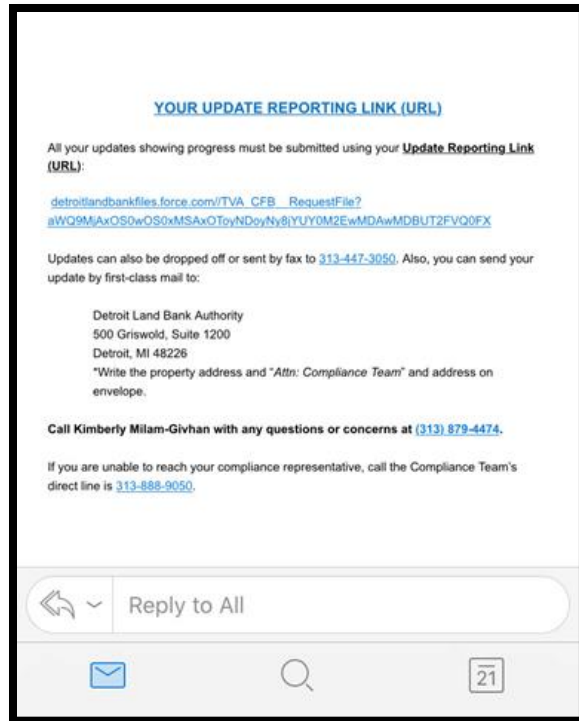 YOUR UPDATE REPORTING LINK (URL)
All your updates showing progress must be submitted using your Update Reporting Link
(URL):
detroitlandbankfiles.force.com//TVA_CFB__RequestFile?
aWQ9MjAxOS0wOS0xMSAxOToyNDoyNy8jYUY0M2EwMDAwMDBUT2FVQ0FX
Updates can also be dropped off or sent by fax to 313-447-3050. Also, you can send your
update by first-class mail to:
Detroit Land Bank Authority
500 Griswold, Suite 1200
Detroit, MI 48226
*Write the property address and “Attn: Compliance Team” and address on
envelope.
Call Kimberly Milam-Givhan with any questions or concerns at (313) 879-4474.
If you are unable to reach your compliance representative, call the Compliance Team’s
direct line is 313-888-9050.
Reply to All
21